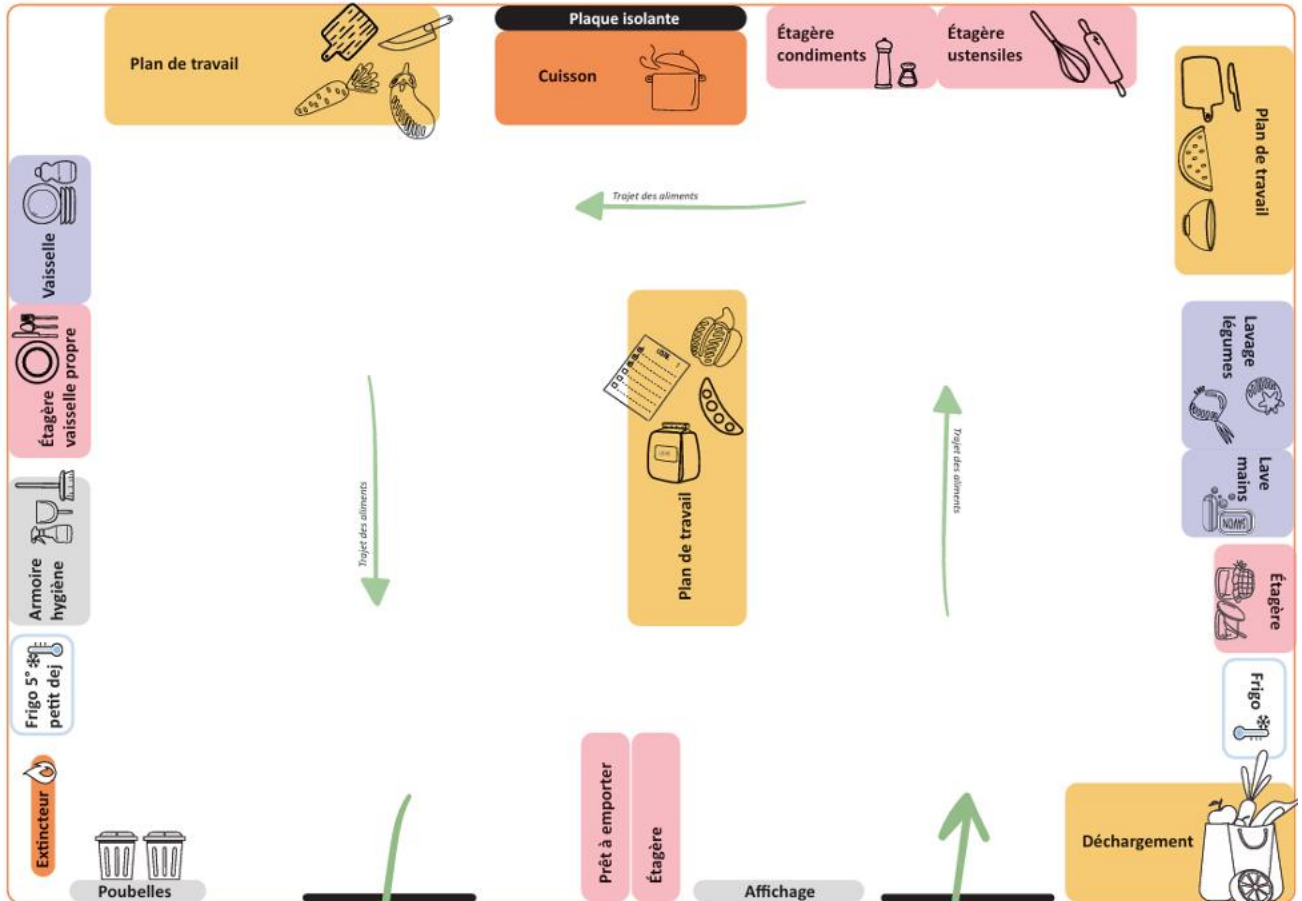 Plaque isolante
Plan de travail
Cuisson
Étagère
condiments
Étagère
ustensiles
Plan de travail
Trajet des aliments
Vaisselle
Étagère
vaisselle propre
Armoire
hygiène
Frigo 5°
petit dej
Extincteur
Poubelles
Trajet des aliments
Plan de travail
Trajet des aliments
Lavage
légumes
Lave
mains
SAVON
Étagère
Frigo
Déchargement
Prêt à emporter
Étagère
Affichage